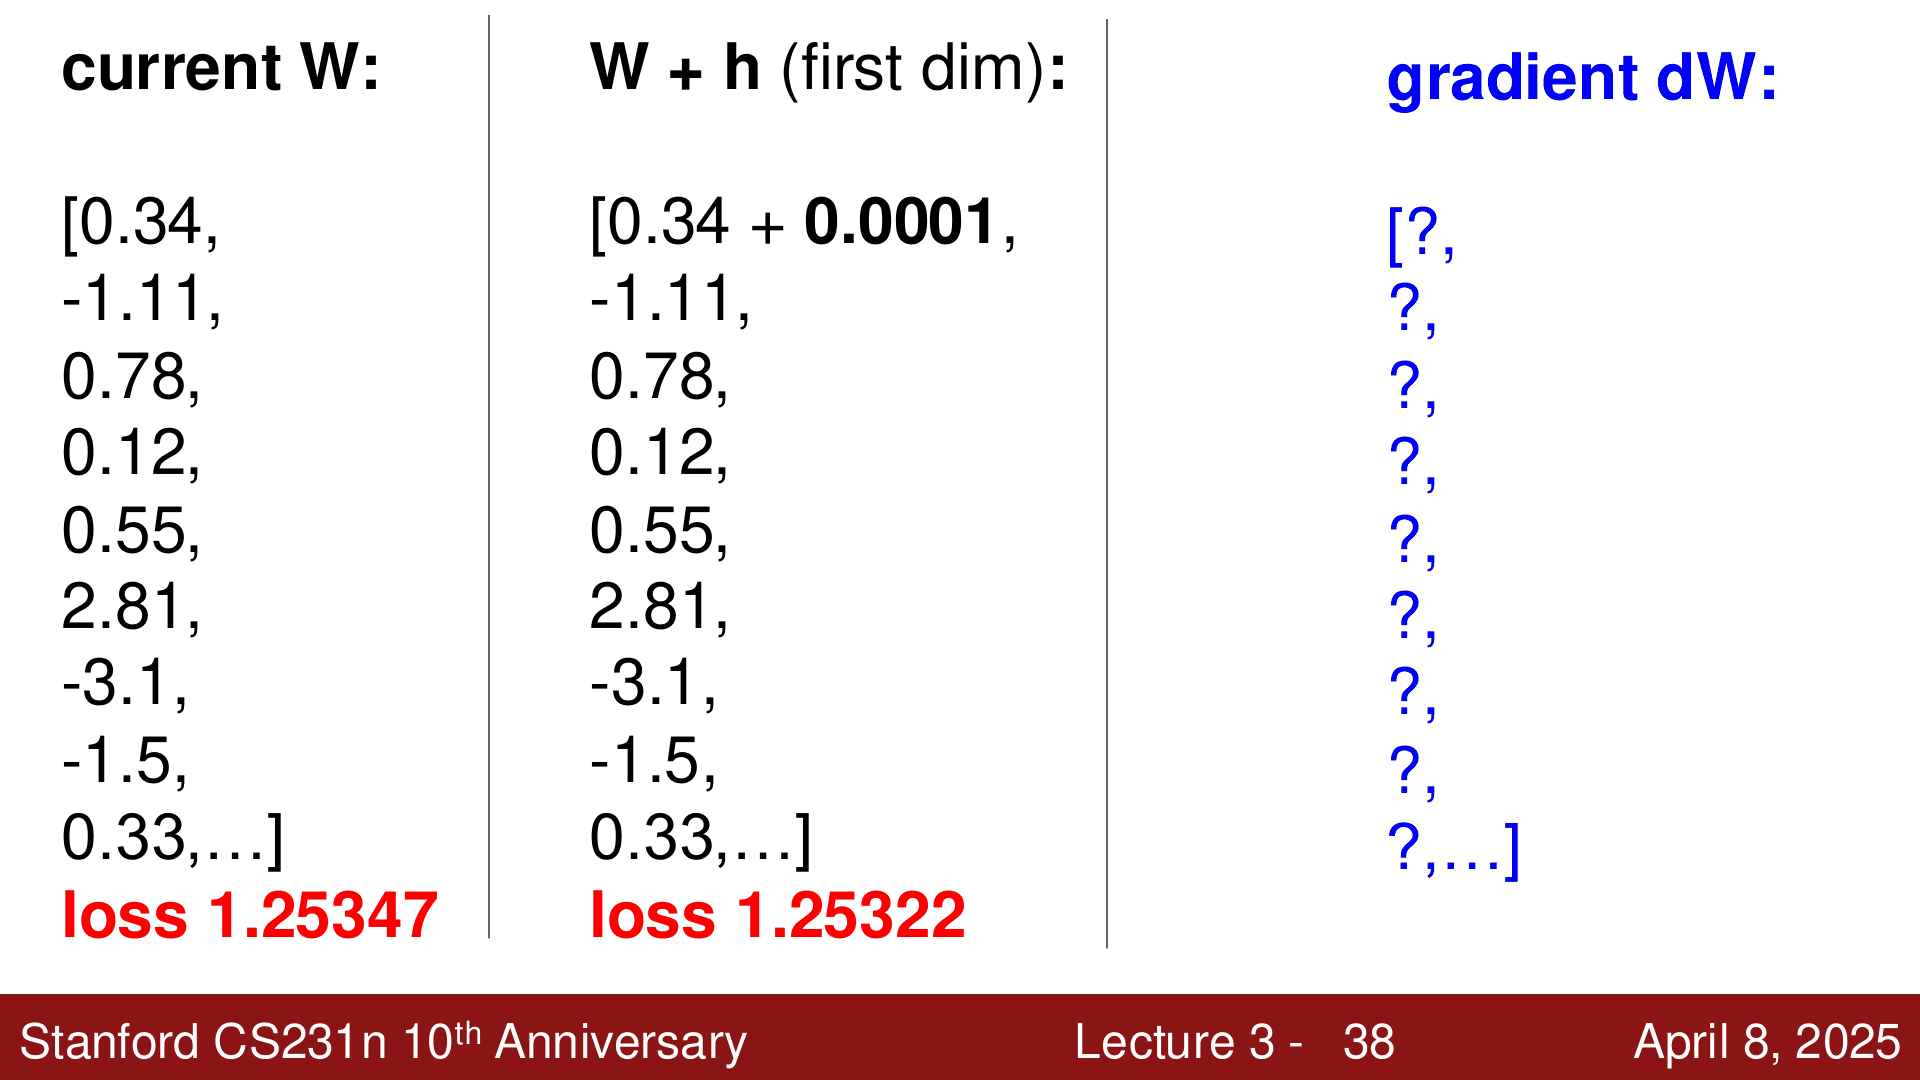 current W:
[0.34,
-1.11,
0.78,
0.12,
0.55,
2.81,
-3.1,
-1.5,
0.33,…]
loss 1.25347
W + h (first dim):
[0.34 + 0.0001,
-1.11,
0.78,
0.12,
0.55,
2.81,
-3.1,
-1.5,
0.33,…]
loss 1.25322
gradient dW:
[?,
?,
?,
?,
?,
?,
?,
?,
?,…]
Stanford CS231n 10th Anniversary
Lecture 3 - 38
April 8, 2025